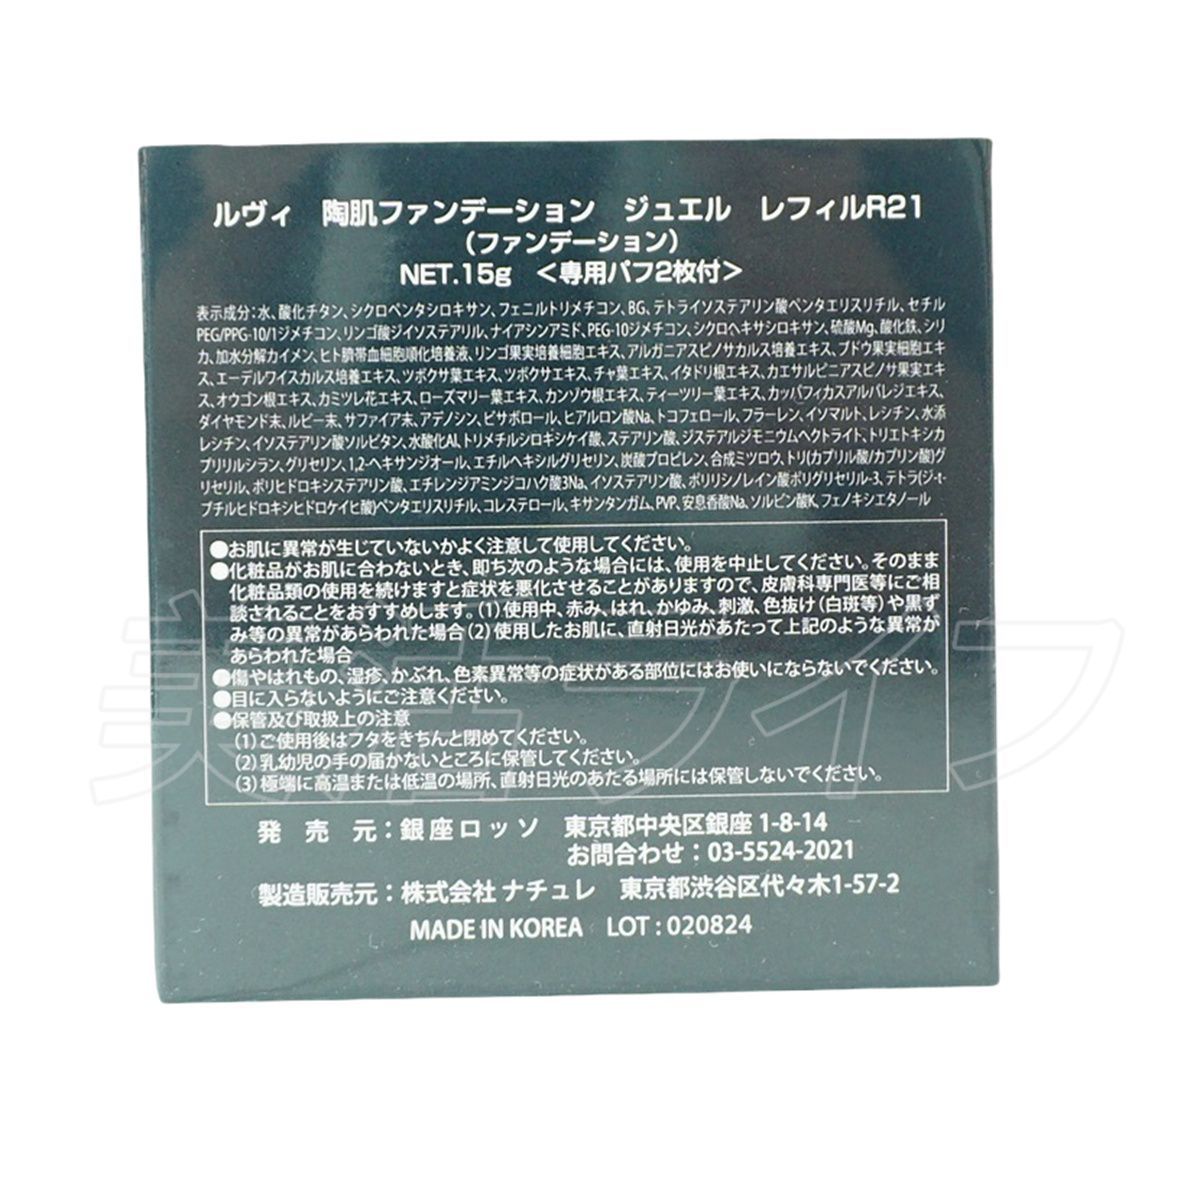 ルヴィ 陶肌ファンデーション ジュエル レフィルR21
(ファンデーション)
NET.15g <専用パフ2枚付>
表示成分:水、酸化チタン、シクロペンタシロキサン、フェニルトリメチコン、BG、テトライソステアリン酸ペンタエリスリチル、セチル
PEG/PPG-10/1ジメチコン、リンゴ酸ジイソステアリル、ナイアシンアミド、PEG-10ジメチコン、シクロヘキサシロキサン、硫酸Mg、酸化鉄、シリ
カ、加水分解カイメン、ヒト臍帯血細胞順化培養液、リンゴ果実培養細胞エキス、アルガニアスピノサカルス培養エキス、ブドウ果実細胞エキ
ス、エーデルワイスカルス培養エキス、ツボクサ葉エキス、ツボクサエキス、チャ葉エキス、イタドリ根エキス、カエサルピニアスピノサ果実エキ
ス、オウゴン根エキス、カミツレ花エキス、ローズマリー葉エキス、カンゾウ根エキス、ティーツリー葉エキス、カッパフィカスアルバレジエキス、
ダイヤモンド末、ルビー末、サファイア末、アデノシン、ビサボロール、ヒアルロン酸Na、トコフェロール、フラーレン、イソマルト、レシチン、水添
レシチン、イソステアリン酸ソルビタン、水酸化Al、トリメチルシロキシケイ酸、ステアリン酸、ジステアルジモニウムヘクトライト、トリエトキシカ
プリリルシラン、グリセリン、1,2-ヘキサンジオール、エチルヘキシルグリセリン、炭酸プロピレン、合成ミツロウ、トリ(カプリル酸/カプリン酸)グ
リセリル、ポリヒドロキシステアリン酸、エチレンジアミンジコハク酸3Na、イソステアリン酸、ポリリシノレイン酸ポリグリセリル-3、テトラ(ジ-t-
ブチルヒドロキシヒドロケイヒ酸)ペンタエリスリチル、コレステロール、キサンタンガム、PVP、安息香酸Na、ソルビン酸K、フェノキシエタノール
●お肌に異常が生じていないかよく注意して使用してください。
●化粧品がお肌に合わないとき、即ち次のような場合には、使用を中止してください。そのまま
化粧品類の使用を続けますと症状を悪化させることがありますので、皮膚科専門医等にご相
談されることをおすすめします。(1)使用中、赤み、はれ、かゆみ、刺激、色抜け(白斑等)や黒ず
み等の異常があらわれた場合(2)使用したお肌に、直射日光があたって上記のような異常が
あらわれた場合
●傷やはれもの、湿疹、かぶれ、色素異常等の症状がある部位にはお使いにならないでください。
●目に入らないようにご注意ください。
●保管及び取扱上の注意
(1)ご使用後はフタをきちんと閉めてください。
(2)乳幼児の手の届かないところに保管してください。
(3)極端に高温または低温の場所、直射日光のあたる場所には保管しないでください。
発 売 元:銀座ロッソ 東京都中央区銀座1-8-14
お問合わせ:03-5524-2021
製造販売元:株式会社 ナチュレ 東京都渋谷区代々木1-57-2
MADE IN KOREA LOT : 020824
美活ライフ